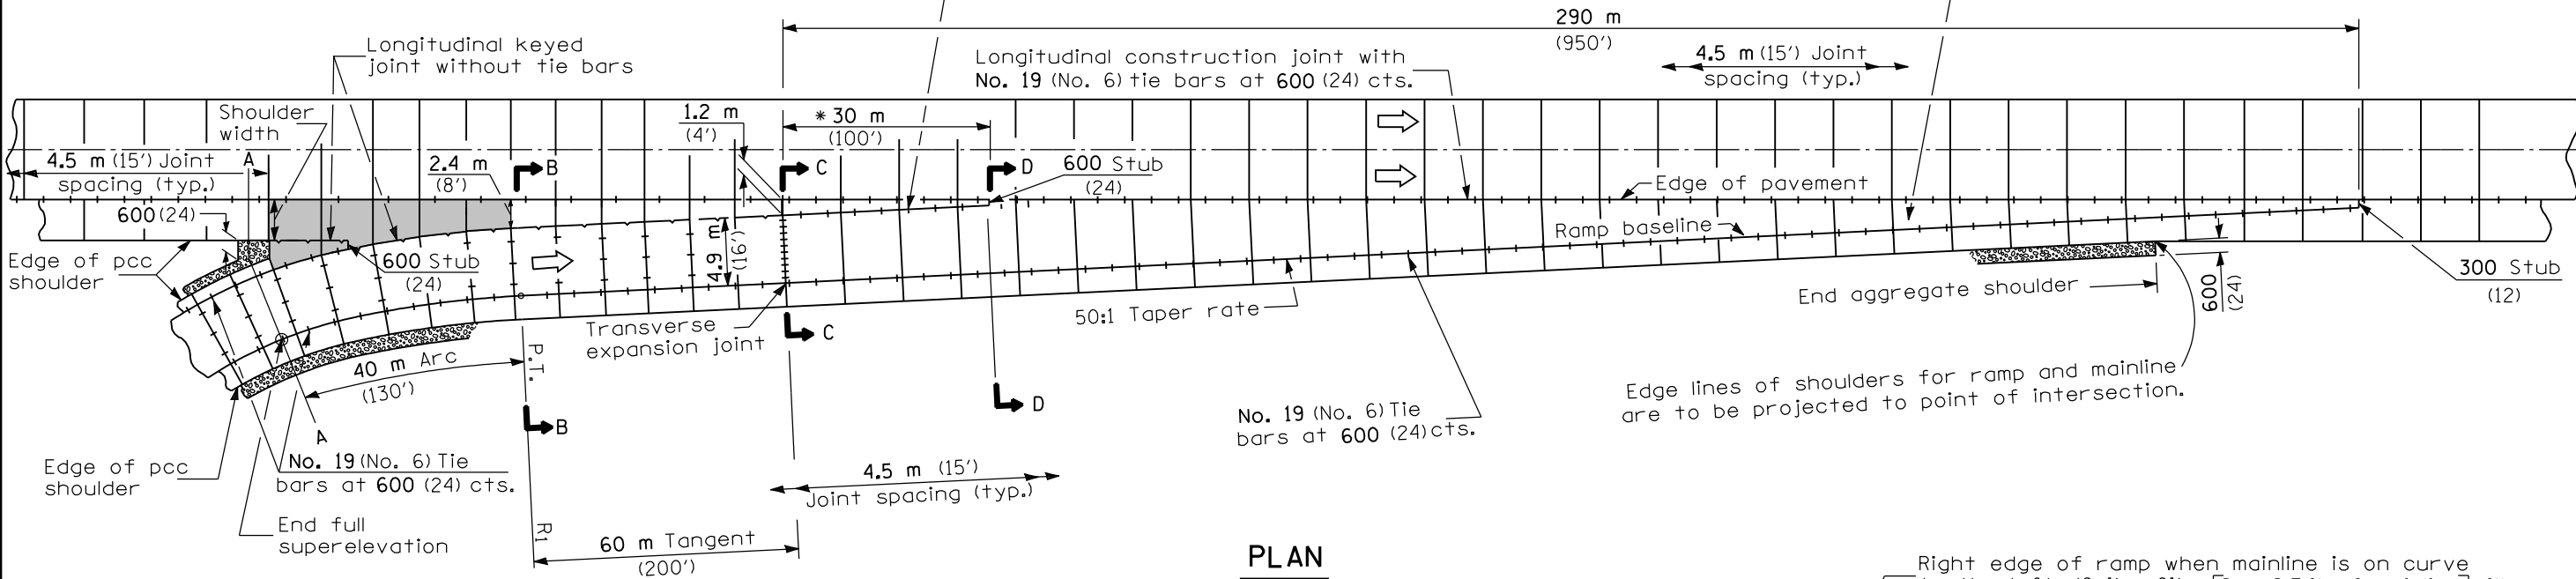 290 m
(950')
Longitudinal keyed
joint without tie bars
Longitudinal construction joint with
No. 19 (No. 6) tie bars at 600 (24) cts.
4.5 m (15') Joint
spacing (typ.)
Shoulder
width
1.2 m
(4')
* 30 m
(100')
4.5 m (15') Joint
spacing (typ.)
A
2.4 m
(8')
B
C
D
600 Stub
(24)
Edge of pavement
600 (24)
Ramp baseline
Edge of pcc
shoulder
600 Stub
(24)
4.9 m
(16')
300 Stub
(12)
End aggregate shoulder
600
(24)
50:1 Taper rate
Transverse
expansion joint
C
40 m Arc
(130')
P.T.
D
Edge lines of shoulders for ramp and mainline
are to be projected to point of intersection.
No. 19 (No. 6) Tie
bars at 600 (24) cts.
B
A
Edge of pcc
shoulder
No. 19 (No. 6) Tie
bars at 600 (24) cts.
4.5 m (15')
Joint spacing (typ.)
End full
superelevation
R1
60 m Tangent
(200')
PLAN
Right edge of ramp when mainline is on curve